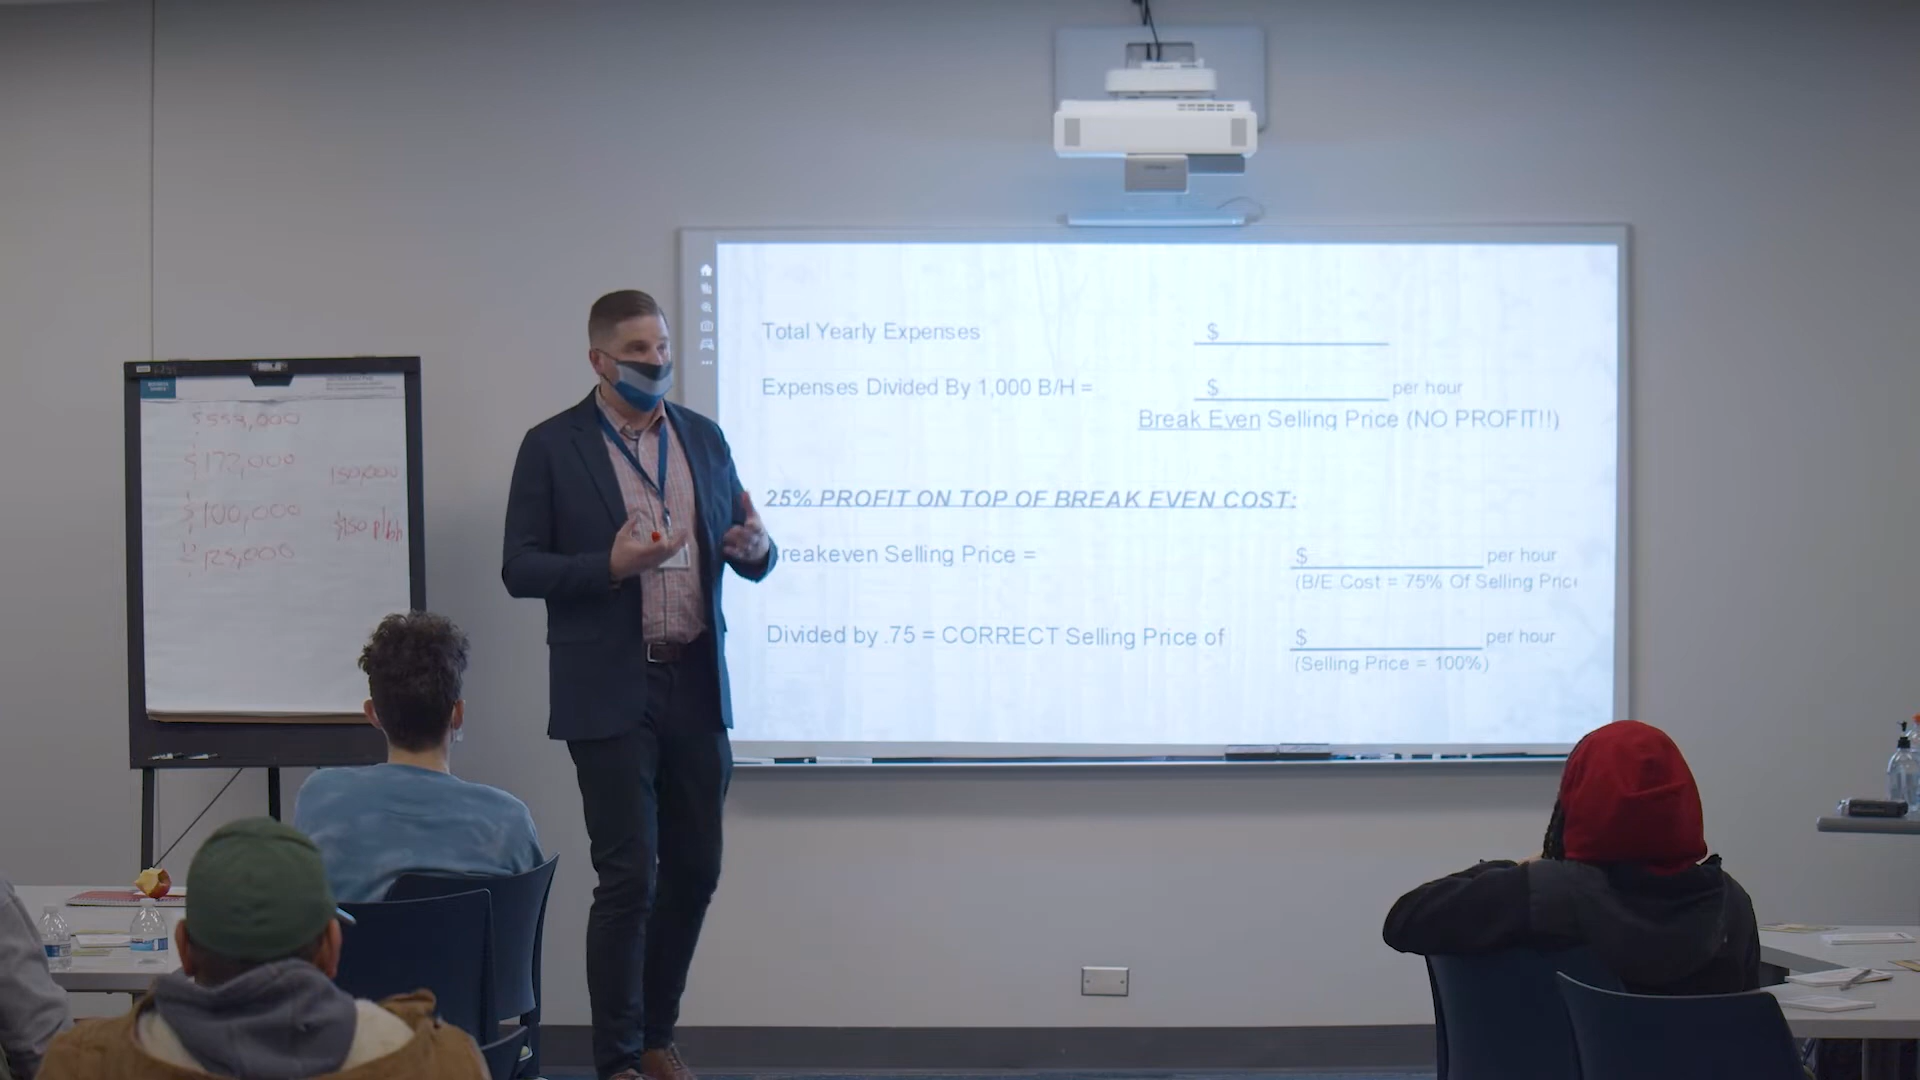 $558,000
$172,000
150,000
$100,000
$150 p/bh
$125,000
Total Yearly Expenses $
Expenses Divided By 1,000 B/H = $ per hour
Break Even Selling Price (NO PROFIT!!)
25% PROFIT ON TOP OF BREAK EVEN COST:
reakeven Selling Price = $ per hour
(B/E Cost = 75% Of Selling Pric
Divided by .75 = CORRECT Selling Price of $ per hour
(Selling Price = 100%)